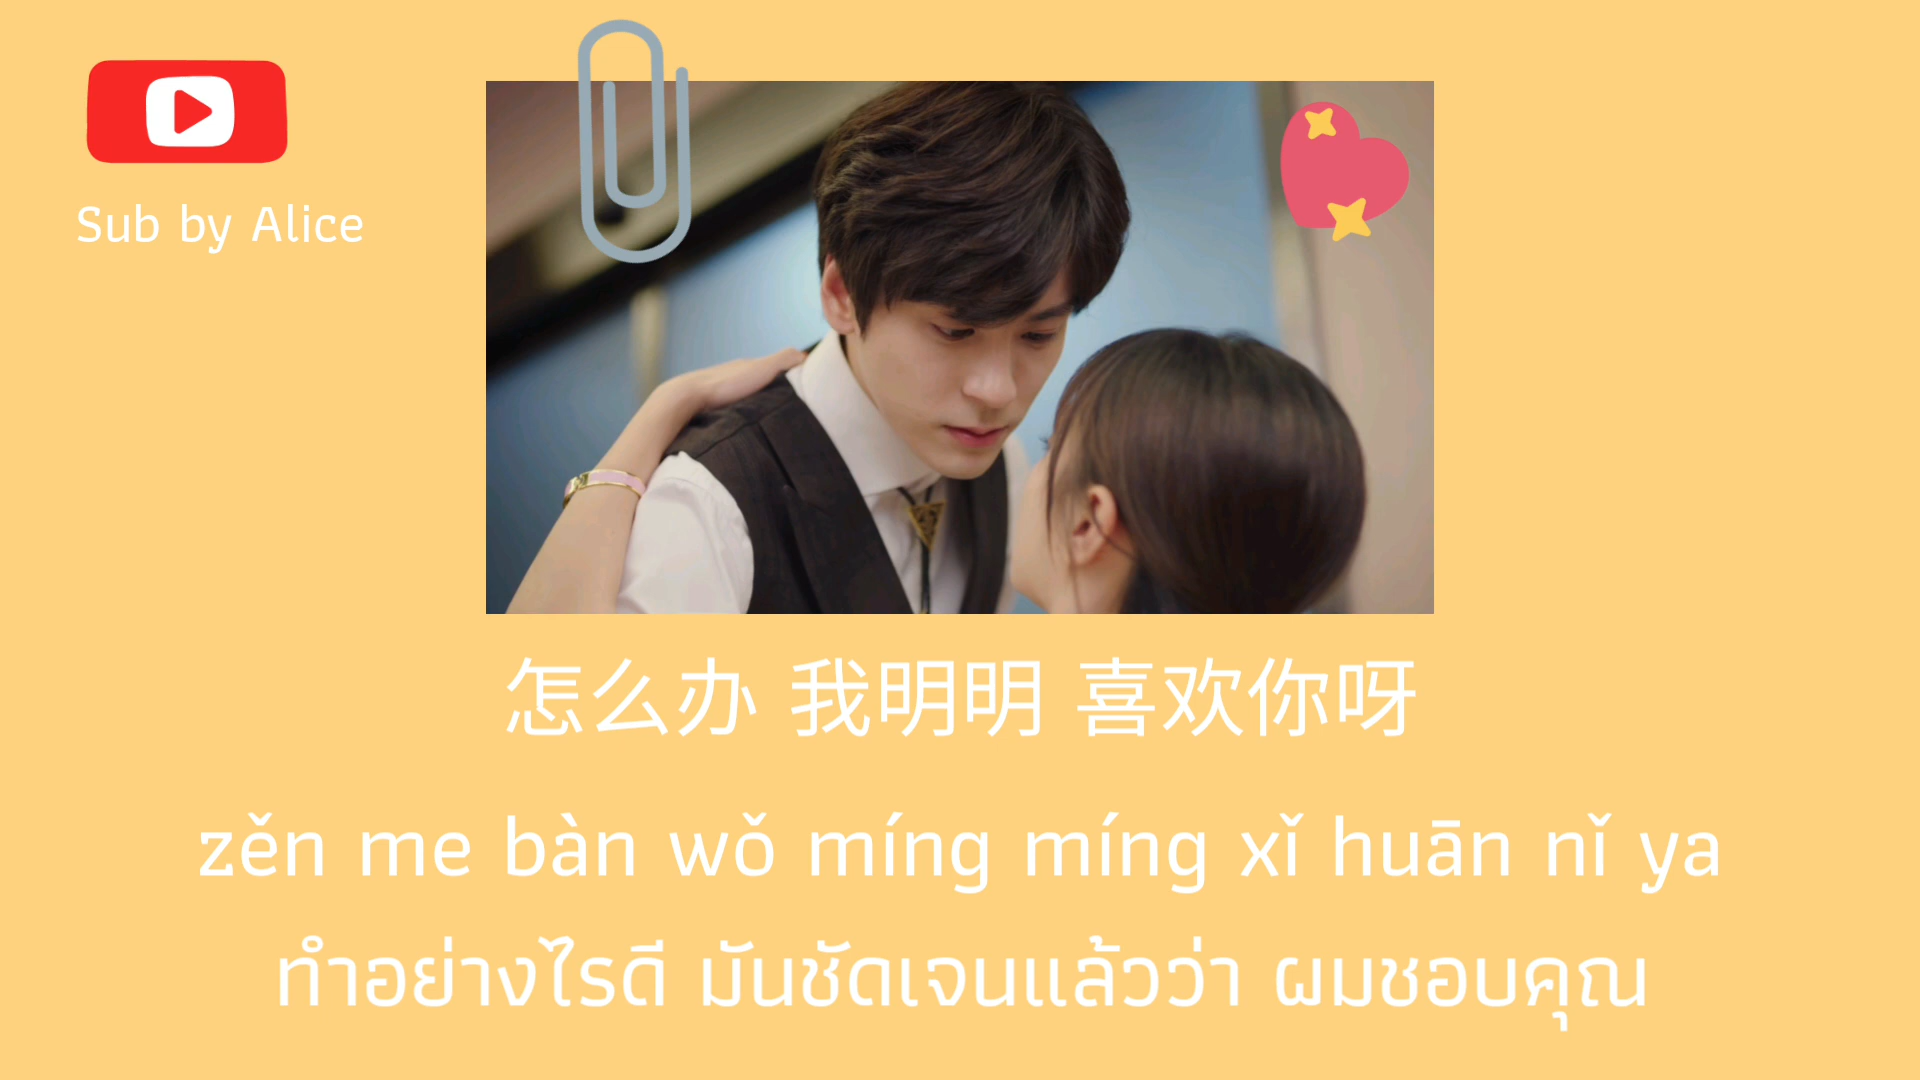 Sub by Alice
怎么办 我明明 喜欢你呀
zěn me bàn wǒ míng míng xǐ huān nǐ ya
ทำอย่างไรดี มันชัดเจนแล้วว่า ผมชอบคุณ